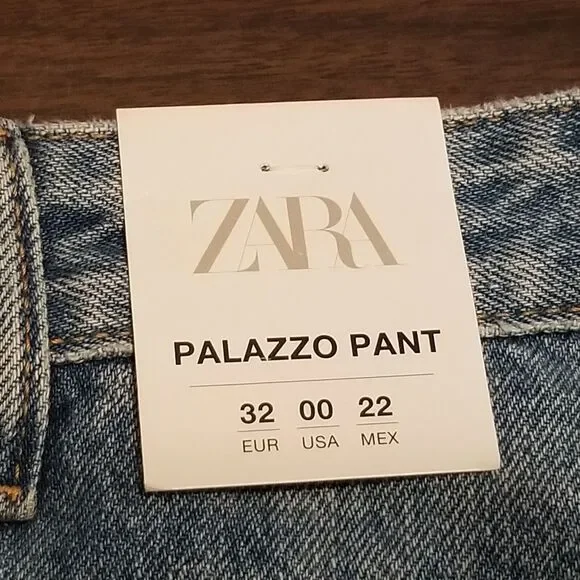 ZARA
PALAZZO PANT
32 00 22
EUR USA MEX